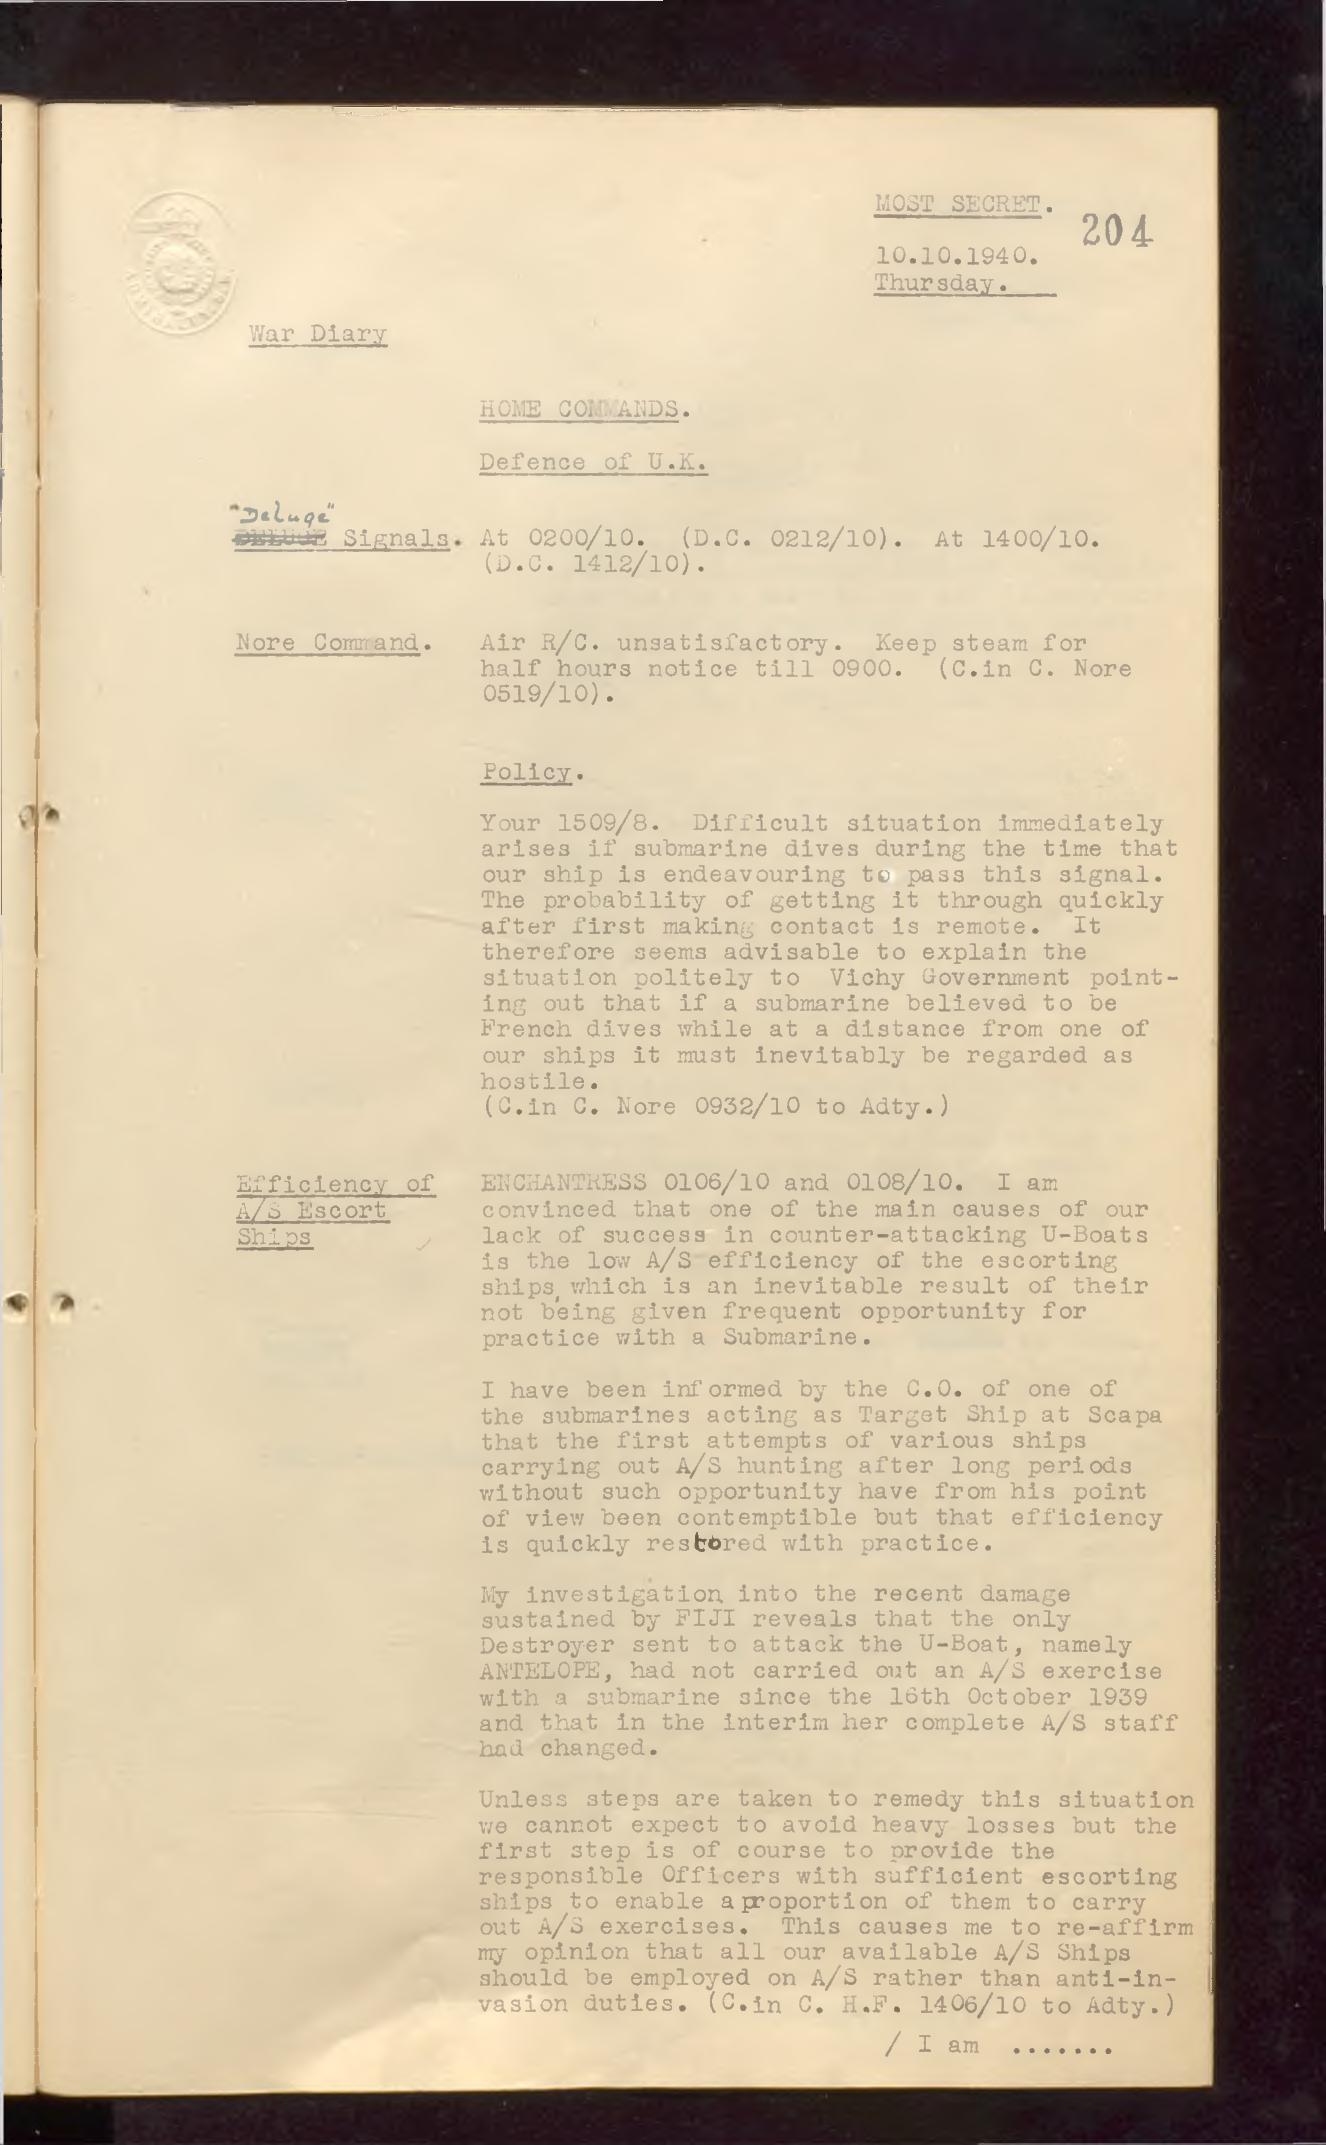 MOST SECRET.
204
10.10.1940.
Thursday.
War Diary
HOME COMMANDS.
Defence of U.K.
"Deluge"
DELUGE Signals. At 0200/10. (D.C. 0212/10). At 1400/10.
(D.C. 1412/10).
Nore Command. Air R/C. unsatisfactory. Keep steam for
half hours notice till 0900. (C.in C. Nore
0519/10).
Policy.
Your 1509/8. Difficult situation immediately
arises if submarine dives during the time that
our ship is endeavouring to pass this signal.
The probability of getting it through quickly
after first making contact is remote. It
therefore seems advisable to explain the
situation politely to Vichy Government point-
ing out that if a submarine believed to be
French dives while at a distance from one of
our ships it must inevitably be regarded as
hostile.
(C.in C. Nore 0932/10 to Adty.)
Efficiency of
A/S Escort
Ships
ENCHANTRESS 0106/10 and 0108/10. I am
convinced that one of the main causes of our
lack of success in counter-attacking U-Boats
is the low A/S efficiency of the escorting
ships, which is an inevitable result of their
not being given frequent opportunity for
practice with a Submarine.
I have been informed by the C.O. of one of
the submarines acting as Target Ship at Scapa
that the first attempts of various ships
carrying out A/S hunting after long periods
without such opportunity have from his point
of view been contemptible but that efficiency
is quickly restored with practice.
My investigation into the recent damage
sustained by FIJI reveals that the only
Destroyer sent to attack the U-Boat, namely
ANTELOPE, had not carried out an A/S exercise
with a submarine since the 16th October 1939
and that in the interim her complete A/S staff
had changed.
Unless steps are taken to remedy this situation
we cannot expect to avoid heavy losses but the
first step is of course to provide the
responsible Officers with sufficient escorting
ships to enable a proportion of them to carry
out A/S exercises. This causes me to re-affirm
my opinion that all our available A/S Ships
should be employed on A/S rather than anti-in-
vasion duties. (C.in C. H.F. 1406/10 to Adty.)
/ I am .......